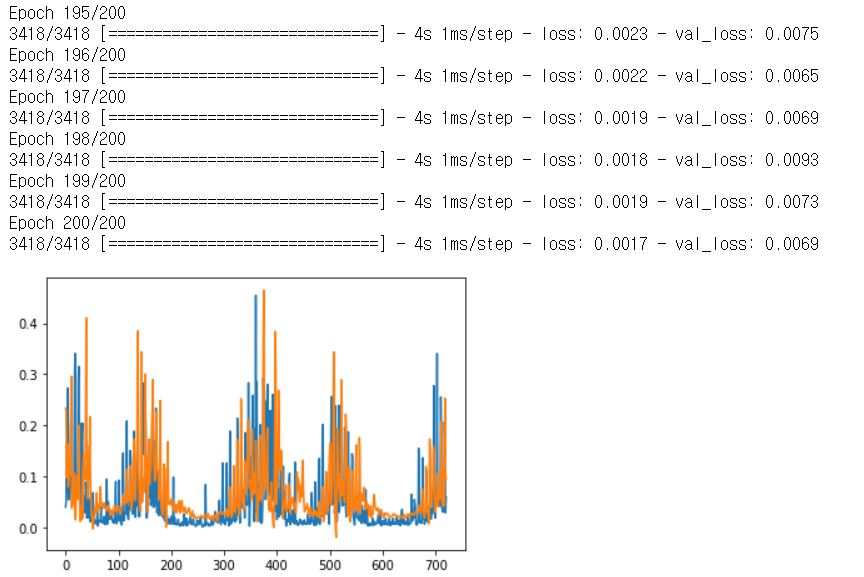 Epoch 195/200
3418/3418 [==============================] - 4s 1ms/step - loss: 0.0023 - val_loss: 0.0075
Epoch 196/200
3418/3418 [==============================] - 4s 1ms/step - loss: 0.0022 - val_loss: 0.0065
Epoch 197/200
3418/3418 [==============================] - 4s 1ms/step - loss: 0.0019 - val_loss: 0.0069
Epoch 198/200
3418/3418 [==============================] - 4s 1ms/step - loss: 0.0018 - val_loss: 0.0093
Epoch 199/200
3418/3418 [==============================] - 4s 1ms/step - loss: 0.0019 - val_loss: 0.0073
Epoch 200/200
3418/3418 [==============================] - 4s 1ms/step - loss: 0.0017 - val_loss: 0.0069
0.4
0.3
0.2
0.1
0.0
0 100 200 300 400 500 600 700